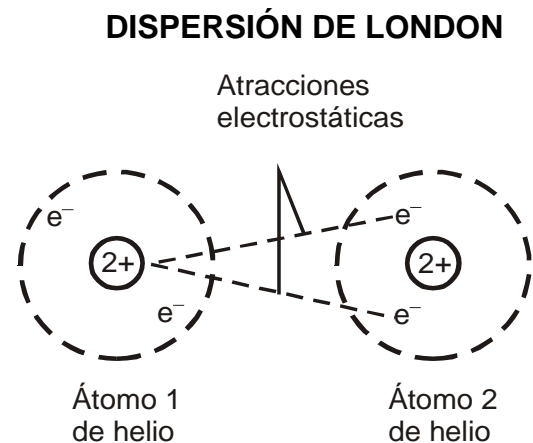 DISPERSIÓN DE LONDON
Atracciones
electrostáticas
e⁻
2+
e⁻
e⁻
2+
e⁻
Átomo 1
de helio
Átomo 2
de helio